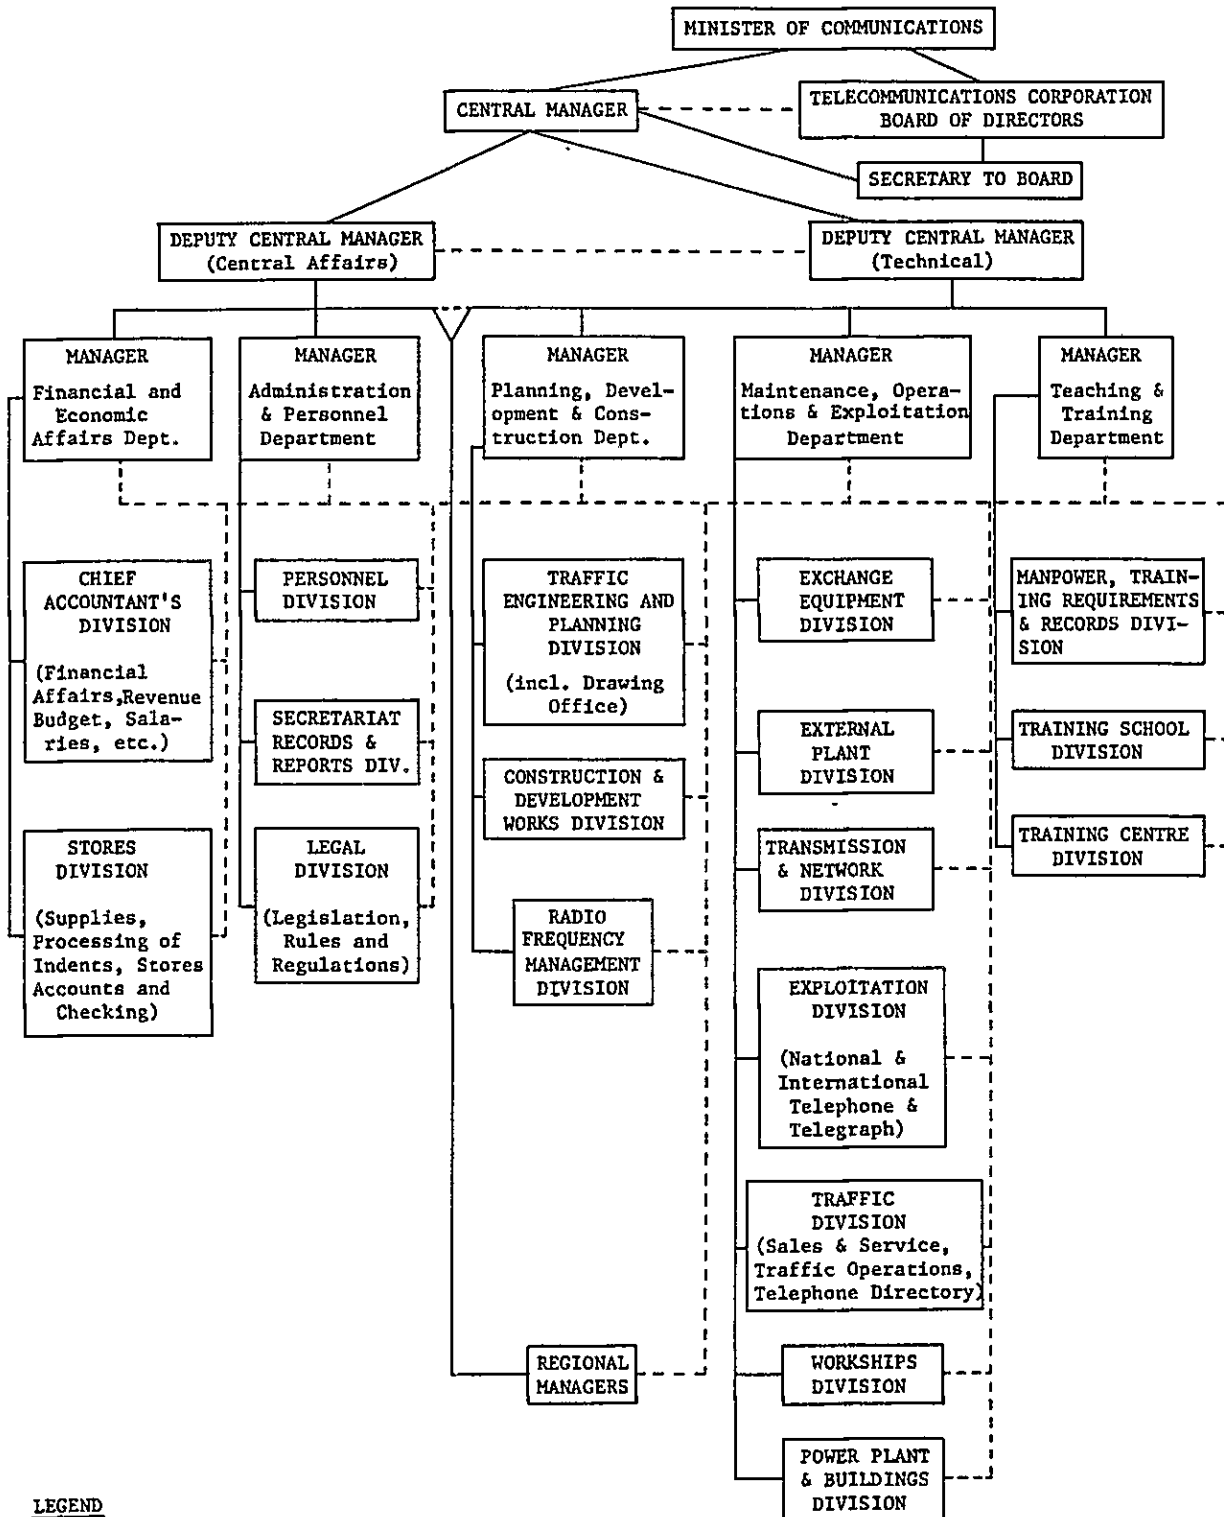 MINISTER OF COMMUNICATIONS
CENTRAL MANAGER
TELECOMMUNICATIONS CORPORATION
BOARD OF DIRECTORS
SECRETARY TO BOARD
DEPUTY CENTRAL MANAGER
(Central Affairs)
DEPUTY CENTRAL MANAGER
(Technical)
MANAGER
Financial and
Economic
Affairs Dept.
MANAGER
Administration
& Personnel
Department
MANAGER
Planning, Devel-
opment & Cons-
truction Dept.
MANAGER
Maintenance, Opera-
tions & Exploitation
Department
MANAGER
Teaching &
Training
Department
CHIEF
ACCOUNTANT'S
DIVISION
(Financial
Affairs,Revenue
Budget, Sala-
ries, etc.)
STORES
DIVISION
(Supplies,
Processing of
Indents, Stores
Accounts and
Checking)
PERSONNEL
DIVISION
SECRETARIAT
RECORDS &
REPORTS DIV.
LEGAL
DIVISION
(Legislation,
Rules and
Regulations)
TRAFFIC
ENGINEERING AND
PLANNING
DIVISION
(incl. Drawing
Office)
CONSTRUCTION &
DEVELOPMENT
WORKS DIVISION
RADIO
FREQUENCY
MANAGEMENT
DIVISION
REGIONAL
MANAGERS
EXCHANGE
EQUIPMENT
DIVISION
EXTERNAL
PLANT
DIVISION
TRANSMISSION
& NETWORK
DIVISION
EXPLOITATION
DIVISION
(National &
International
Telephone &
Telegraph)
TRAFFIC
DIVISION
(Sales & Service,
Traffic Operations,
Telephone Directory)
WORKSHIPS
DIVISION
POWER PLANT
& BUILDINGS
DIVISION
MANPOWER, TRAIN-
ING REQUIREMENTS
& RECORDS DIVI-
SION
TRAINING SCHOOL
DIVISION
TRAINING CENTRE
DIVISION
LEGEND